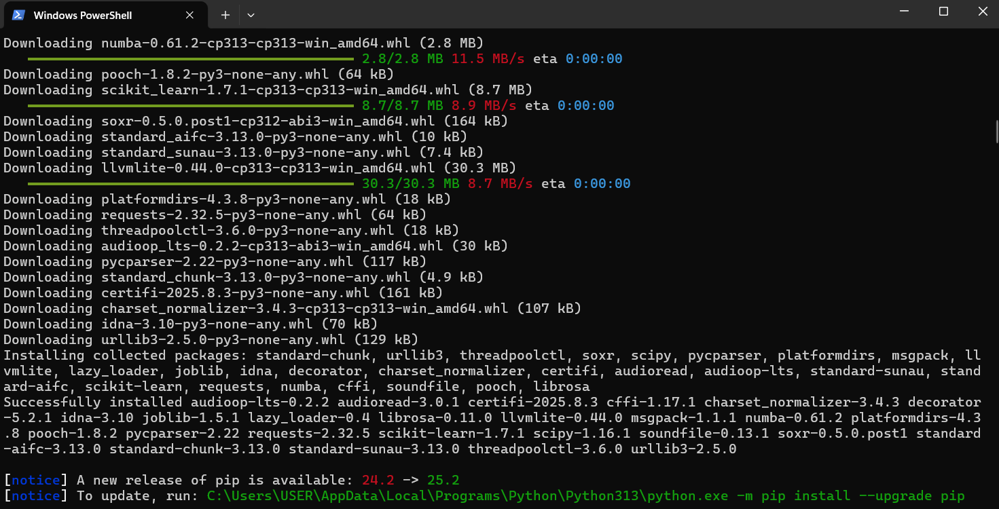 Windows PowerShell
Downloading numba-0.61.2-cp313-cp313-win_amd64.whl (2.8 MB)
2.8/2.8 MB 11.5 MB/s eta 0:00:00
Downloading pooch-1.8.2-py3-none-any.whl (64 kB)
Downloading scikit_learn-1.7.1-cp313-cp313-win_amd64.whl (8.7 MB)
8.7/8.7 MB 8.9 MB/s eta 0:00:00
Downloading soxr-0.5.0.post1-cp312-abi3-win_amd64.whl (164 kB)
Downloading standard_aifc-3.13.0-py3-none-any.whl (10 kB)
Downloading standard_sunau-3.13.0-py3-none-any.whl (7.4 kB)
Downloading llvmlite-0.44.0-cp313-cp313-win_amd64.whl (30.3 MB)
30.3/30.3 MB 8.7 MB/s eta 0:00:00
Downloading platformdirs-4.3.8-py3-none-any.whl (18 kB)
Downloading requests-2.32.5-py3-none-any.whl (64 kB)
Downloading threadpoolctl-3.6.0-py3-none-any.whl (18 kB)
Downloading audioop_lts-0.2.2-cp313-abi3-win_amd64.whl (30 kB)
Downloading pycparser-2.22-py3-none-any.whl (117 kB)
Downloading standard_chunk-3.13.0-py3-none-any.whl (4.9 kB)
Downloading certifi-2025.8.3-py3-none-any.whl (161 kB)
Downloading charset_normalizer-3.4.3-cp313-cp313-win_amd64.whl (107 kB)
Downloading idna-3.10-py3-none-any.whl (70 kB)
Downloading urllib3-2.5.0-py3-none-any.whl (129 kB)
Installing collected packages: standard-chunk, urllib3, threadpoolctl, soxr, scipy, pycparser, platformdirs, msgpack, ll
vmlite, lazy_loader, joblib, idna, decorator, charset_normalizer, certifi, audioread, audioop-lts, standard-sunau, stand
ard-aifc, scikit-learn, requests, numba, cffi, soundfile, pooch, librosa
Successfully installed audioop-lts-0.2.2 audioread-3.0.1 certifi-2025.8.3 cffi-1.17.1 charset_normalizer-3.4.3 decorator
-5.2.1 idna-3.10 joblib-1.5.1 lazy_loader-0.4 librosa-0.11.0 llvmlite-0.44.0 msgpack-1.1.1 numba-0.61.2 platformdirs-4.3
.8 pooch-1.8.2 pycparser-2.22 requests-2.32.5 scikit-learn-1.7.1 scipy-1.16.1 soundfile-0.13.1 soxr-0.5.0.post1 standard
-aifc-3.13.0 standard-chunk-3.13.0 standard-sunau-3.13.0 threadpoolctl-3.6.0 urllib3-2.5.0
[notice] A new release of pip is available: 24.2 -> 25.2
[notice] To update, run: C:\Users\USER\AppData\Local\Programs\Python\Python313\python.exe -m pip install --upgrade pip